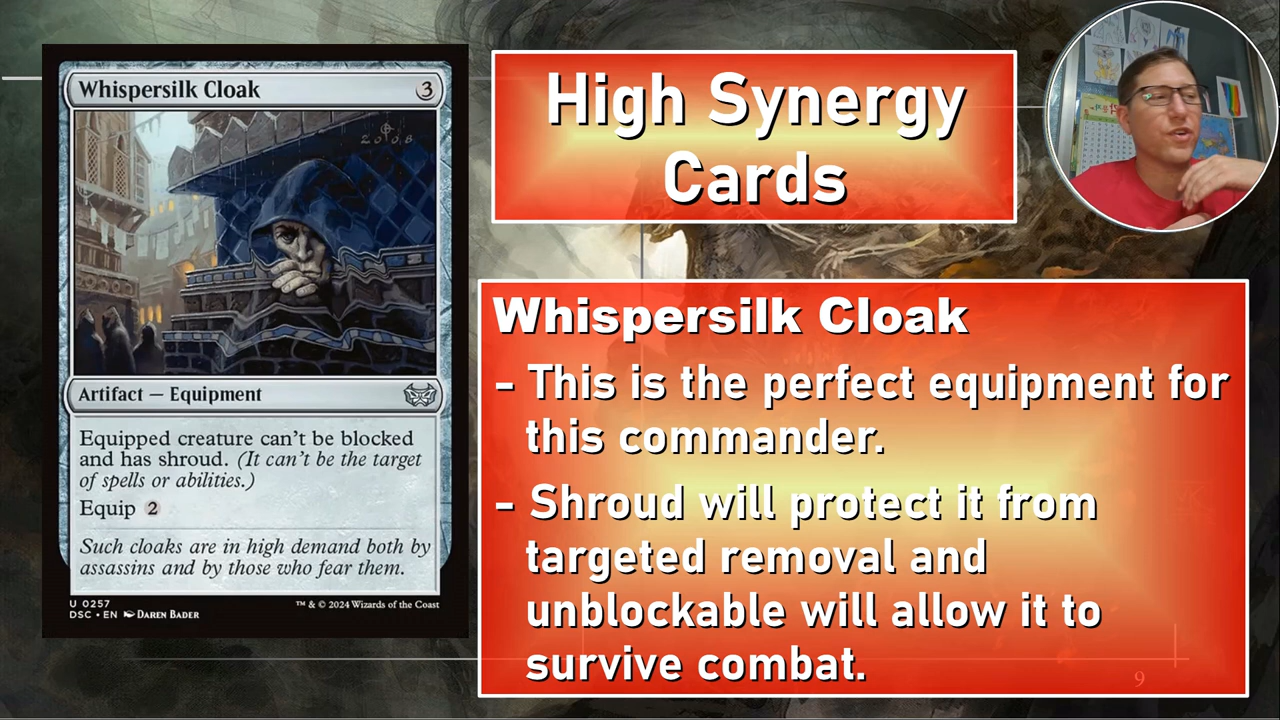 Whispersilk Cloak
3
2008
Artifact — Equipment
Equipped creature can't be blocked
and has shroud. (It can't be the target
of spells or abilities.)
Equip 2
Such cloaks are in high demand both by
assassins and by those who fear them.
U 0257
DSC • EN DAREN BADER
™ & © 2024 Wizards of the Coast
High Synergy
Cards
Whispersilk Cloak
- This is the perfect equipment for
this commander.
- Shroud will protect it from
targeted removal and
unblockable will allow it to
survive combat.
9